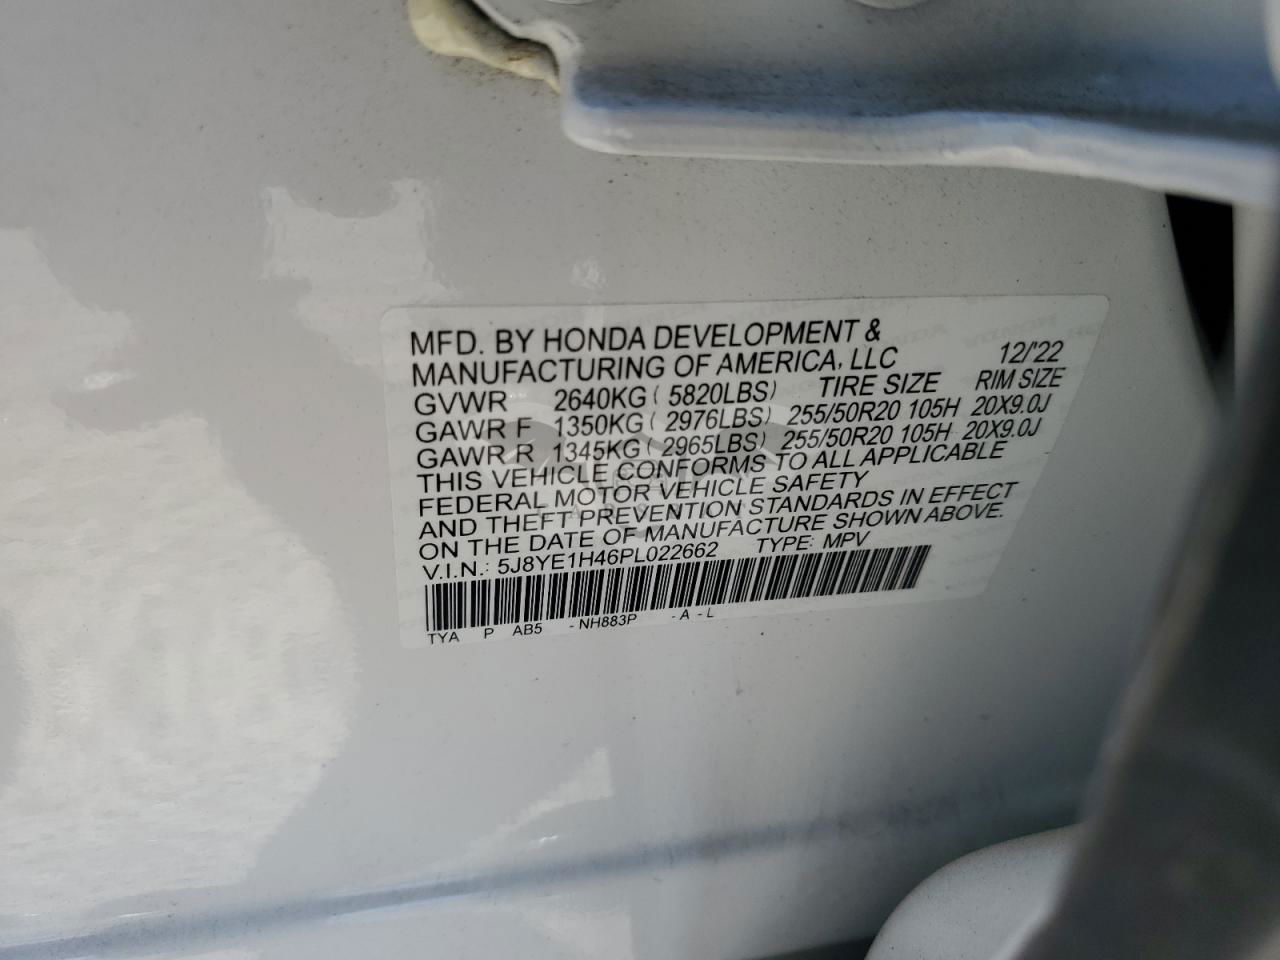 MFD. BY HONDA DEVELOPMENT &
MANUFACTURING OF AMERICA, LLC 12/'22
GVWR 2640KG ( 5820LBS) TIRE SIZE RIM SIZE
GAWR F 1350KG ( 2976LBS) 255/50R20 105H 20X9.0J
GAWR R 1345KG ( 2965LBS) 255/50R20 105H 20X9.0J
THIS VEHICLE CONFORMS TO ALL APPLICABLE
FEDERAL MOTOR VEHICLE SAFETY
AND THEFT PREVENTION STANDARDS IN EFFECT
ON THE DATE OF MANUFACTURE SHOWN ABOVE.
V.I.N.: 5J8YE1H46PL022662 TYPE: MPV
TYA P AB5 - NH883P - A - L